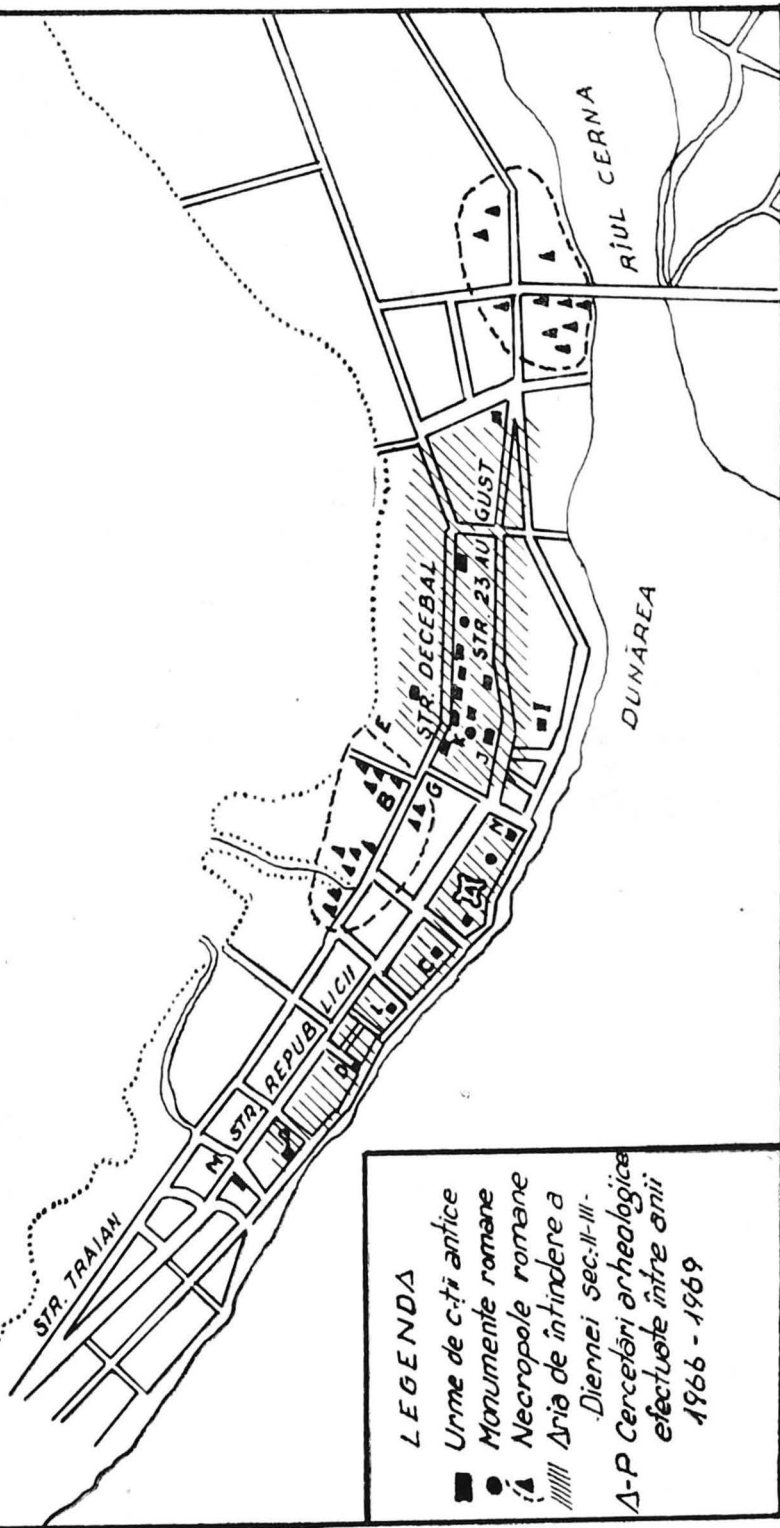 STR. TRAIAN
STR. REPUBLICII
STR. DECEBAL
STR. 23 AUGUST
RÎUL CERNA
DUNĂREA
M
D
L
C
A
M
B
E
G
K
J
I
LEGENDA
Urme de c-ții antice
Monumente romane
Necropole romane
Aria de întindere a
Diernei sec. II-III-
A-P Cercetări arheologice
efectuate între anii
1966 - 1969